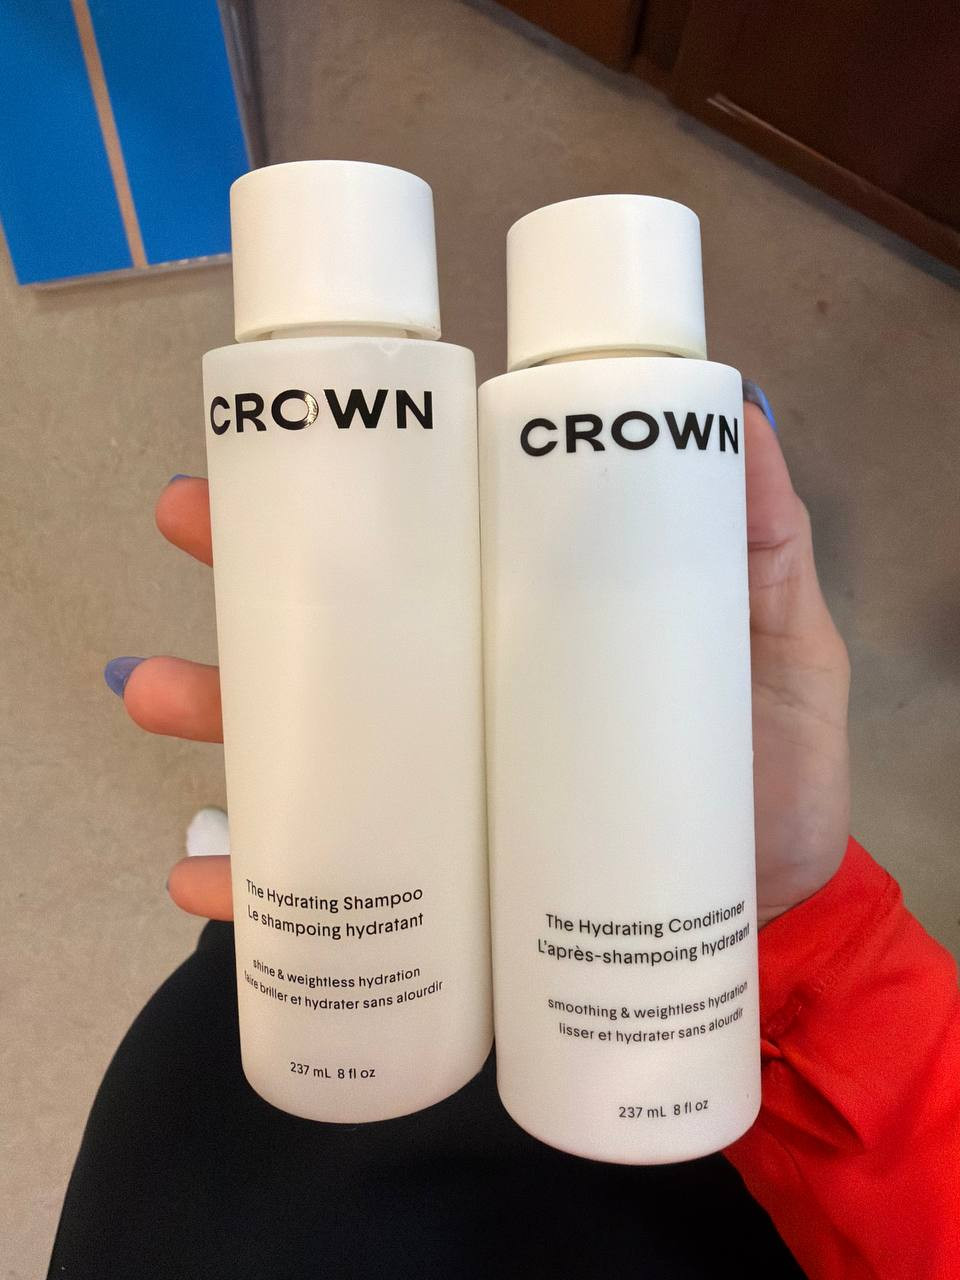 CROWN
The Hydrating Shampoo
Le shampoing hydratant
shine & weightless hydration
faire briller et hydrater sans alourdir
237 mL 8 fl oz
CROWN
The Hydrating Conditioner
L'après-shampoing hydratant
smoothing & weightless hydration
lisser et hydrater sans alourdir
237 mL 8 fl oz